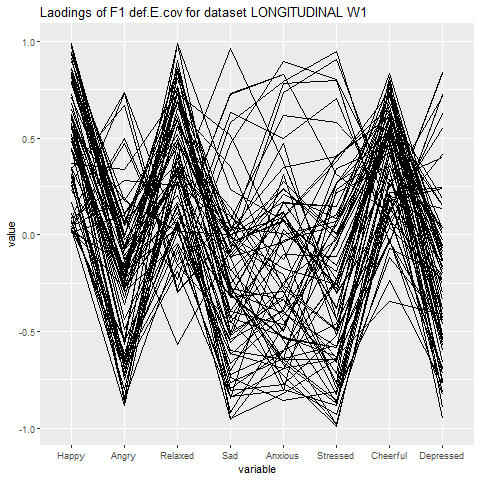 Laodings of F1 def.E.cov for dataset LONGITUDINAL W1
1.0
0.5
0.0
-0.5
-1.0
value
Happy Angry Relaxed Sad Anxious Stressed Cheerful Depressed
variable